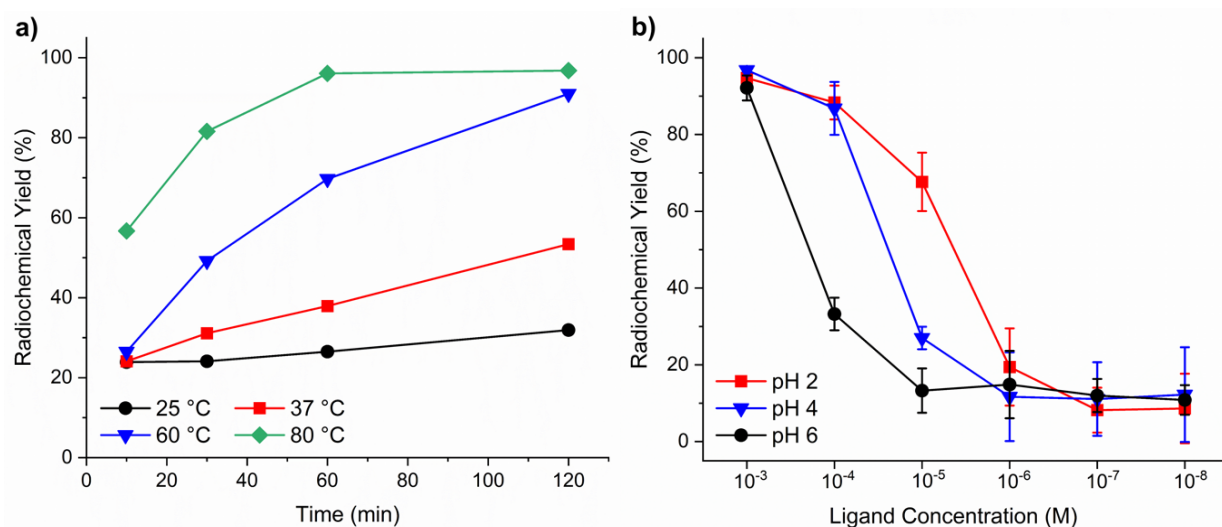 a)
100
80
60
40
20
0
Radiochemical Yield (%)
0 20 40 60 80 100 120
Time (min)
25 °C 37 °C
60 °C 80 °C
b)
100
80
60
40
20
0
Radiochemical Yield (%)
pH 2
pH 4
pH 6
10⁻³ 10⁻⁴ 10⁻⁵ 10⁻⁶ 10⁻⁷ 10⁻⁸
Ligand Concentration (M)